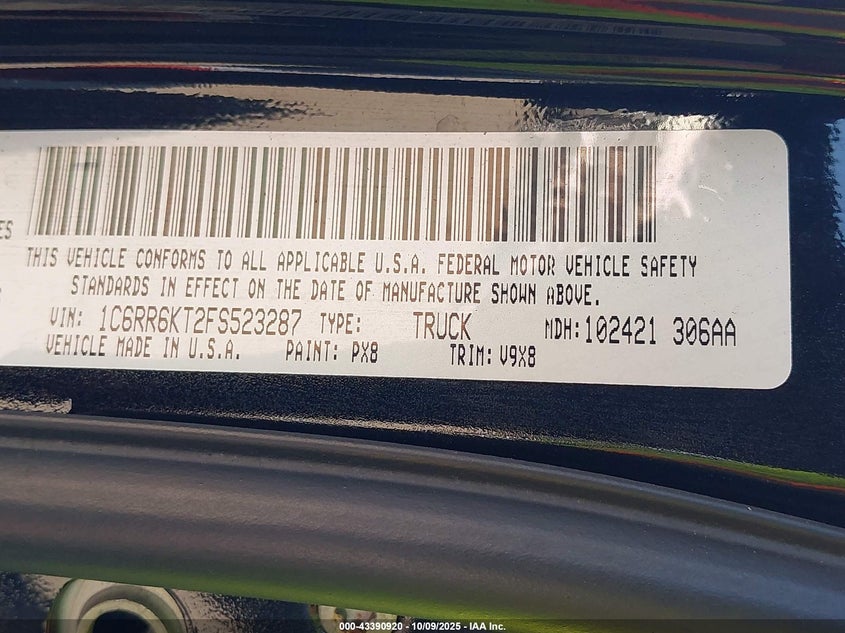 ES
THIS VEHICLE CONFORMS TO ALL APPLICABLE U.S.A. FEDERAL MOTOR VEHICLE SAFETY
STANDARDS IN EFFECT ON THE DATE OF MANUFACTURE SHOWN ABOVE.
VIN: 1C6RR6KT2FS523287 TYPE: TRUCK MDH:102421 306AA
VEHICLE MADE IN U.S.A. PAINT: PX8 TRIM: V9X8
000-43390920 - 10/09/2025 - IAA Inc.